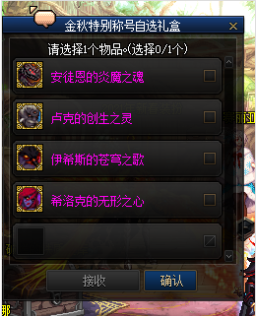 金秋特别称号自选礼盒
请选择1个物品。(选择0/1个)
安徒恩的炎魔之魂
卢克的创生之灵
伊希斯的苍穹之歌
希洛克的无形之心
接收
确认
那